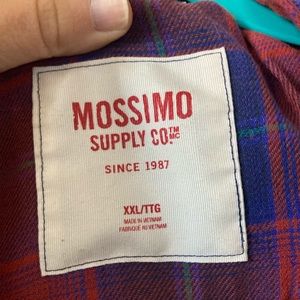 MOSSIMO
SUPPLY CO.™ MC
SINCE 1987
XXL/TTG
MADE IN VIETNAM
FABRIQUÉ AU VIETNAM